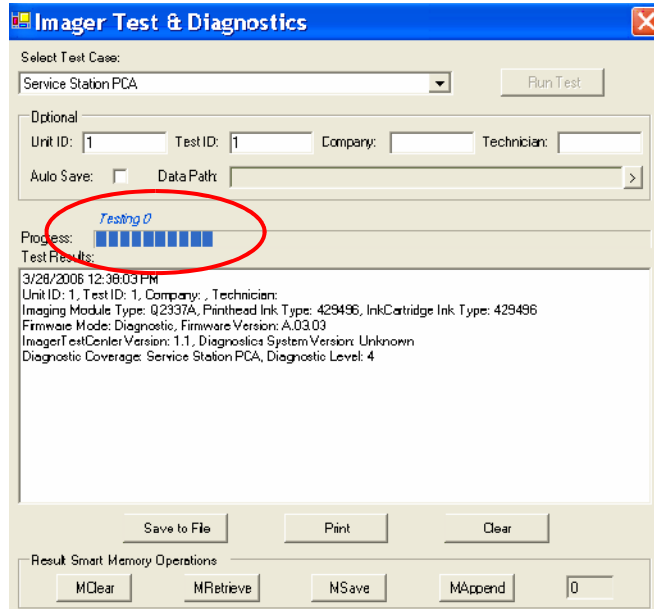 Imager Test & Diagnostics
Select Test Case:
Service Station PCA
Run Test
Optional
Unit ID: 1 Test ID: 1 Company: Technician:
Auto Save: Data Path: >
Testing 0
Progress:
Test Results:
3/28/2006 12:38:03 PM
Unit ID: 1, Test ID: 1, Company: , Technician:
Imaging Module Type: Q2337A, Printhead Ink Type: 429496, InkCartridge Ink Type: 429496
Firmware Mode: Diagnostic, Firmware Version: A.03.03
ImagerTestCenter Version: 1.1, Diagnostics System Version: Unknown
Diagnostic Coverage: Service Station PCA, Diagnostic Level: 4
Save to File Print Clear
Result Smart Memory Operations
MClear MRetrieve MSave MAppend 0